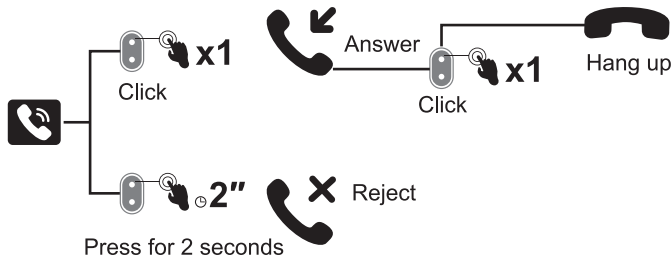 x1
Click
Answer
x1
Click
Hang up
2"
Press for 2 seconds
Reject